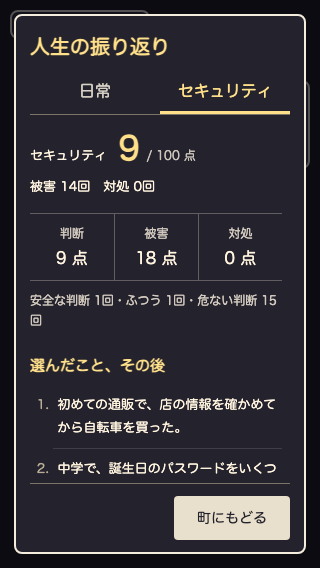 人生の振り返り
日常 セキュリティ
セキュリティ 9 / 100 点
被害 14回 対処 0回
判断 被害 対処
9 点 18 点 0 点
安全な判断 1回・ふつう 1回・危ない判断 15
回
選んだこと、その後
1. 初めての通販で、店の情報を確かめて
から自転車を買った。
2. 中学で、誕生日のパスワードをいくつ
町にもどる